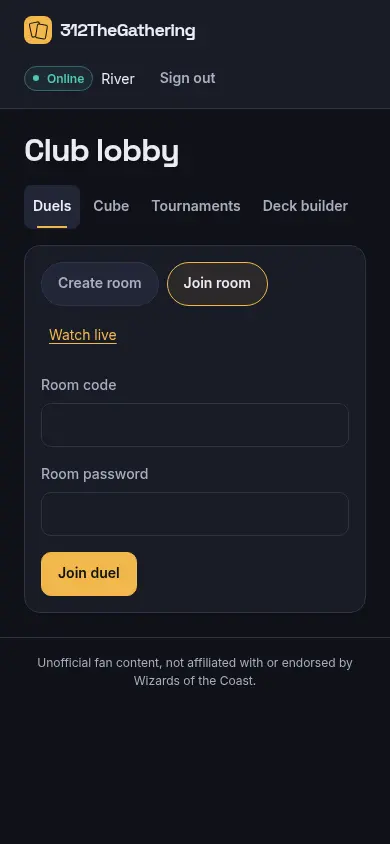 312TheGathering
Online River Sign out
Club lobby
Duels Cube Tournaments Deck builder
Create room Join room
Watch live
Room code
Room password
Join duel
Unofficial fan content, not affiliated with or endorsed by
Wizards of the Coast.